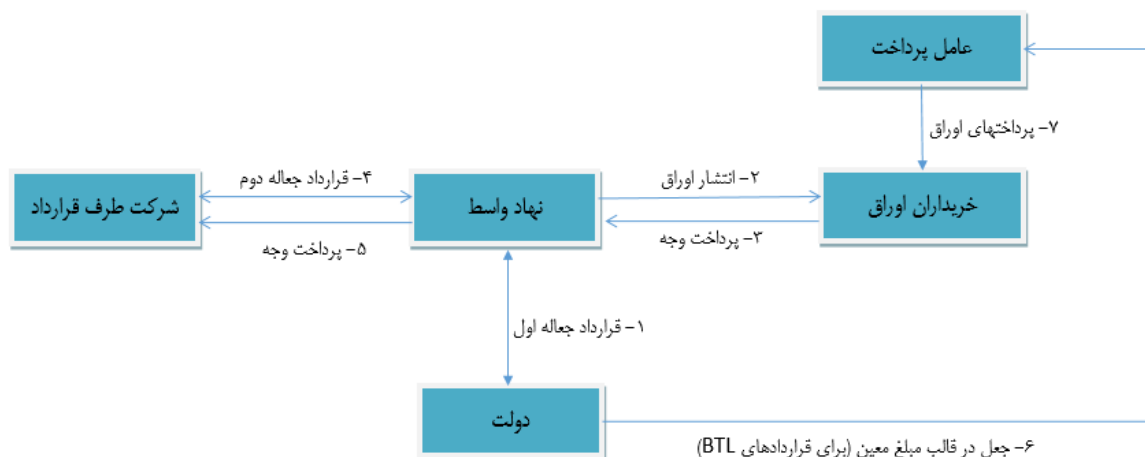 عامل پرداخت
۷- پرداختهای اوراق
۴- قرارداد جعاله دوم
۲- انتشار اوراق
شرکت طرف قرارداد
نهاد واسط
خریداران اوراق
۵- پرداخت وجه
۳- پرداخت وجه
۱- قرارداد جعاله اول
دولت
۶- جعل در قالب مبلغ معین (برای قراردادهای BTL)